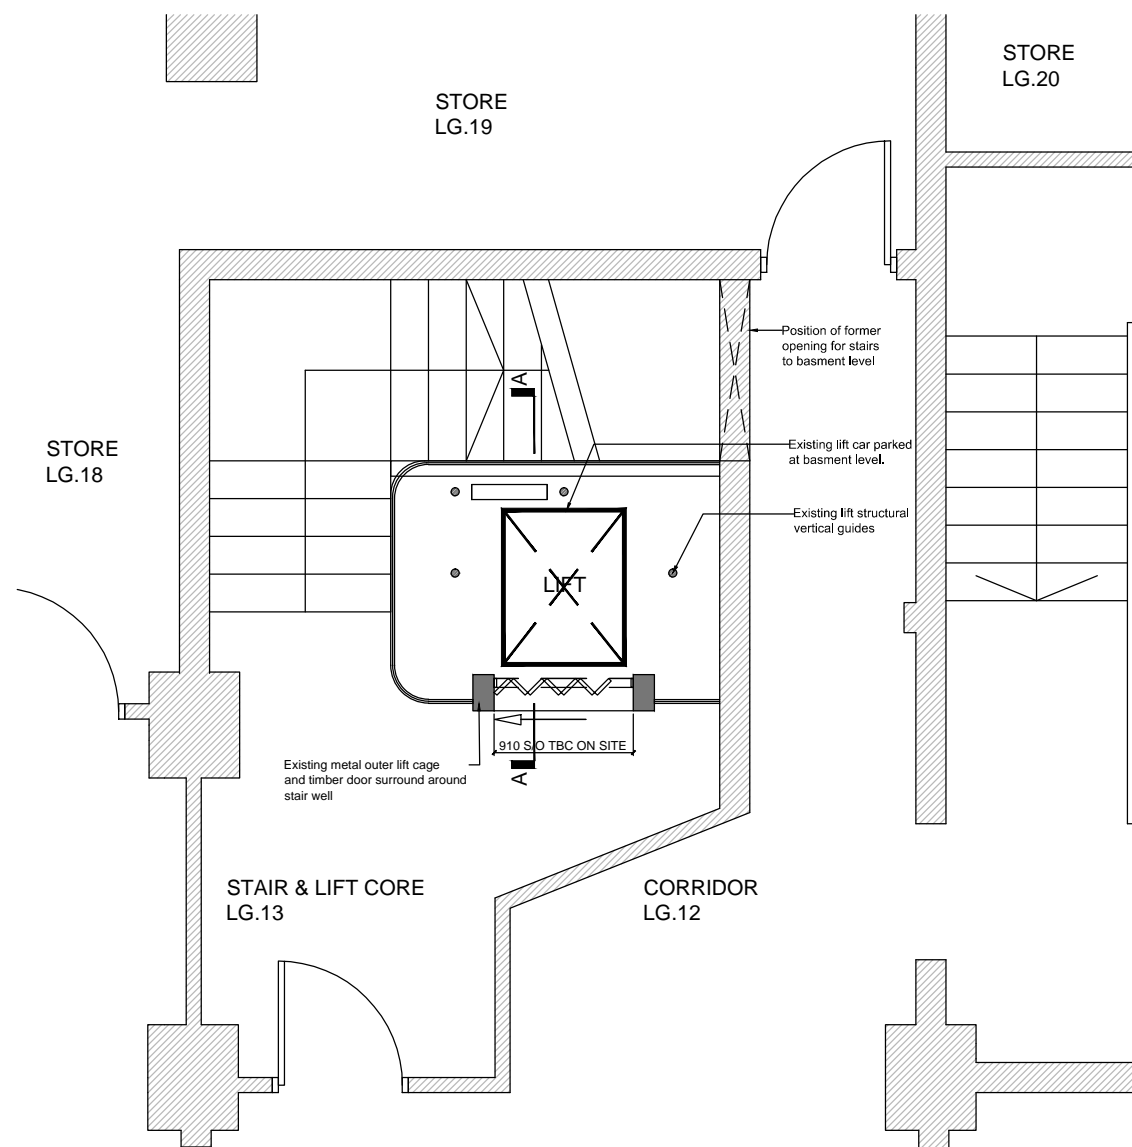 STORE
LG.20
STORE
LG.19
Position of former
opening for stairs
to basment level
A
STORE
LG.18
Existing lift car parked
at basment level.
Existing lift structural
vertical guides
LIFT
910 S/O TBC ON SITE
Existing metal outer lift cage
and timber door surround around
stair well
A
STAIR & LIFT CORE
LG.13
CORRIDOR
LG.12